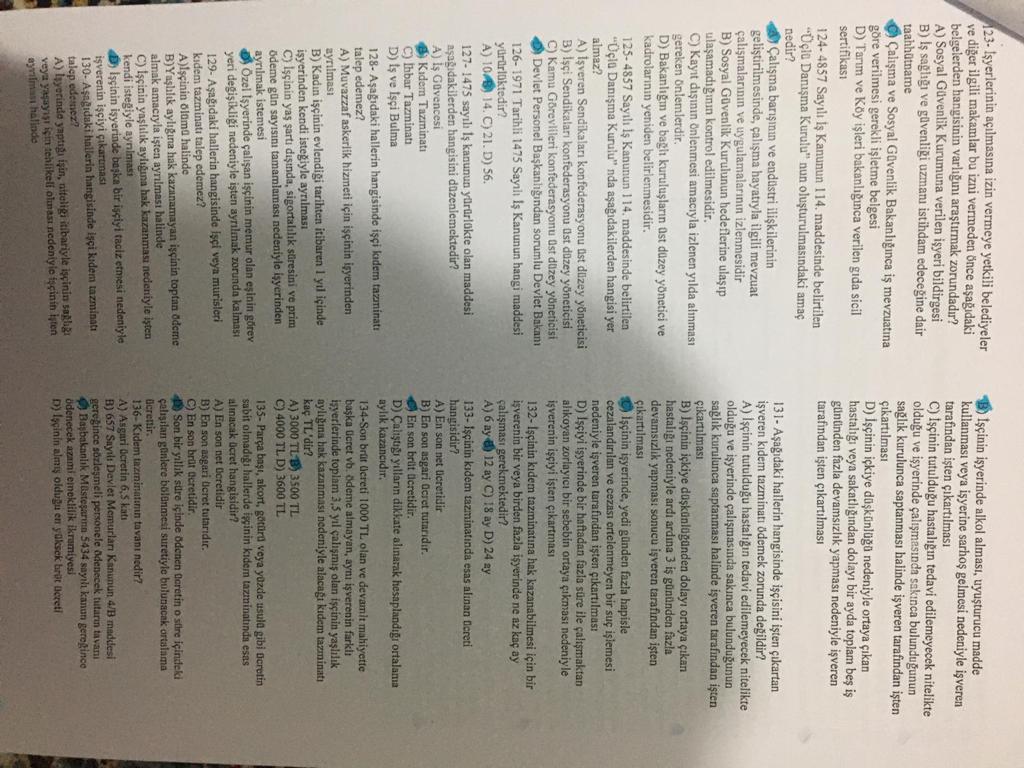 123- İşyerlerinin açılmasına izin vermeye yetkili belediyeler
ve diğer ilgili makamlar bu izni vermeden önce aşağıdaki
belgelerden hangisinin varlığını araştırmak zorundadır?
A) Sosyal Güvenlik Kurumuna verilen işyeri bildirgesi
B) İş sağlığı ve güvenliği uzmanı istihdam edeceğine dair
taahhütname
C) Çalışma ve Sosyal Güvenlik Bakanlığınca iş mevzuatına
göre verilmesi gerekli işletme belgesi
D) Tarım ve Köy işleri bakanlığınca verilen gıda sicil
sertifikası
124- 4857 Sayılı İş Kanunun 114 maddesinde belirtilen
"Üçlü Danışma Kurulu" nun oluşturulmasındaki amaç
nedir?
A) Çalışma barışının ve endüstri ilişkilerinin
geliştirilmesinde, çalışma hayatıyla ilgili mevzuat
çalışmalarının ve uygulamalarının izlenmesidir
B) Sosyal Güvenlik Kurulunun hedeflerine ulaşıp
ulaşamadığının kontrol edilmesidir.
C) Kayıt dışının önlenmesi amacıyla izlenen yılda alınması
gereken önlemlerdir.
D) Bakanlığın ve bağlı kuruluşların üst düzey yönetici ve
kadrolarının yeniden belirlenmesidir.
125- 4857 Sayılı İş Kanunun 114. maddesinde belirtilen
"Üçlü Danışma Kurulu" nda aşağıdakilerden hangisi yer
almaz?
A) İşveren Sendikaları konfederasyonu üst düzey yöneticisi
B) İşçi Sendikaları konfederasyonu üst düzey yöneticisi
C) Kamu Görevlileri konfederasyonu üst düzey yöneticisi
D) Devlet Personel Başkanlığından sorumlu Devlet Bakanı
126- 1971 Tarihli 1475 Sayılı İş Kanunun hangi maddesi
yürürlüktedir?
A) 10 B) 14. C) 21. D) 56.
127- 1475 sayılı İş kanunun yürürlükte olan maddesi
aşağıdakilerden hangisini düzenlemektedir?
A) İş Güvencesi
B) Kıdem Tazminatı
C) İhbar Tazminatı
D) İş ve İşçi Bulma
128- Aşağıdaki hallerin hangisinde işçi kıdem tazminatı
talep edemez?
A) Muvazzaf askerlik hizmeti için işçinin işyerinden
ayrılması
B) Kadın işçinin evlendiği tarihten itibaren 1 yıl içinde
işyerinden kendi isteğiyle ayrılması
C) İşçinin yaş şartı dışında, sigortalılık süresini ve prim
ödeme gün sayısını tamamlaması nedeniyle işyerinden
ayrılmak istemesi
D) Özel işyerinde çalışan işçinin memur olan eşinin görev
yeri değişikliği nedeniyle işten ayrılmak zorunda kalması
129- Aşağıdaki hallerin hangisinde işçi veya murisleri
kıdem tazminatı talep edemez?
A)İşçinin ölümü halinde
B)Yaşlılık aylığına hak kazanamayan işçinin toptan ödeme
almak amacıyla işten ayrılması halinde
C) İşçinin yaşlılık aylığına hak kazanması nedeniyle işten
kendi isteğiyle ayrılması
D) İşçinin işyerinde başka bir işçiyi taciz etmesi nedeniyle
işverenin işçiyi çıkartması
130- Aşağıdaki hallerin hangisinde işçi kıdem tazminatı
talep edemez?
A) İşyerinde yaptığı işin, niteliği itibariyle işçinin sağlığı
veya yaşayışı için tehlikeli olması nedeniyle işçinin işten
ayrılması halinde
B) İşçinin işyerinde alkol alması, uyuşturucu madde
kullanması veya işyerine sarhoş gelmesi nedeniyle işveren
tarafından işten çıkartılması
C) İşçinin tutulduğu hastalığın tedavi edilemeyecek nitelikte
olduğu ve işyerinde çalışmasında sakınca bulunduğunun
sağlık kurulunca saptanması halinde işveren tarafından işten
çıkartılması
D) İşçinin içkiye düşkünlüğü nedeniyle ortaya çıkan
hastalığı veya sakatlığından dolayı bir ayda toplam beş iş
gününden fazla devamsızlık yapması nedeniyle işveren
tarafından işten çıkartılması
131- Aşağıdaki hallerin hangisinde işçisini işten çıkartan
işveren kıdem tazminatı ödemek zorunda değildir?
A) İşçinin tutulduğu hastalığın tedavi edilemeyecek nitelikte
olduğu ve işyerinde çalışmasında sakınca bulunduğunun
sağlık kurulunca saptanması halinde işveren tarafından işten
çıkartılması
B) İşçinin içkiye düşkünlüğünden dolayı ortaya çıkan
hastalığı nedeniyle ardı ardına 3 iş gününden fazla
devamsızlık yapması sonucu işveren tarafından işten
çıkartılması
C) İşçinin işyerinde, yedi günden fazla hapisle
cezalandırılan ve cezası ertelenmeyen bir suç işlemesi
nedeniyle işveren tarafından işten çıkartılması
D) İşçiyi işyerinde bir haftadan fazla süre ile çalışmaktan
alıkoyan zorlayıcı bir sebebin ortaya çıkması nedeniyle
işverenin işçiyi işten çıkartması
132- İşçinin kıdem tazminatına hak kazanabilmesi için bir
işverenin bir veya birden fazla işyerinde ne az kaç ay
çalışması gerekmektedir?
A) 6 ay B) 12 ay C) 18 ay D) 24 ay
133- İşçinin kıdem tazminatında esas alınan ücreti
hangisidir?
A) En son net ücretidir
B) En son asgari ücret tutarıdır.
C) En son brüt ücretidir.
D) Çalıştığı yılların dikkate alınarak hesaplandığı ortalama
aylık kazancıdır.
134-Son brüt ücreti 1000 TL olan ve devamlı mahiyette
başka ücret vb. ödeme almayan, aynı işverenin farklı
işyerlerinde toplam 3,5 yıl çalışmış olan işçinin yaşlılık
aylığına hak kazanması nedeniyle alacağı kıdem tazminatı
kaç TL'dir?
A) 3000 TL B) 3500 TL
C) 4000 TL D) 3600 TL
135- Parça başı, akort, götürü veya yüzde usulü gibi ücretin
sabit olmadığı hallerde işçinin kıdem tazminatında esas
alınacak ücret hangisidir?
A) En son net ücretidir
B) En son asgari ücret tutarıdır.
C) En son brüt ücretidir.
D) Son bir yıllık süre içinde ödenen ücretin o süre içindeki
çalışılan günlere bölünmesi suretiyle bulunacak ortalama
ücrettir.
136- Kıdem tazminatının tavanı nedir?
A) Asgari ücretin 6.5 katı
B) 657 Sayılı Devlet Memurları Kanunun 4/B maddesi
gereğince sözleşmeli personele ödenecek tutarın tavanı
C) Başbakanlık Müsteşarına 5434 sayılı kanun gereğince
ödenecek azami emeklilik ikramiyesi
D) İşçinin almış olduğu en yüksek brüt ücreti